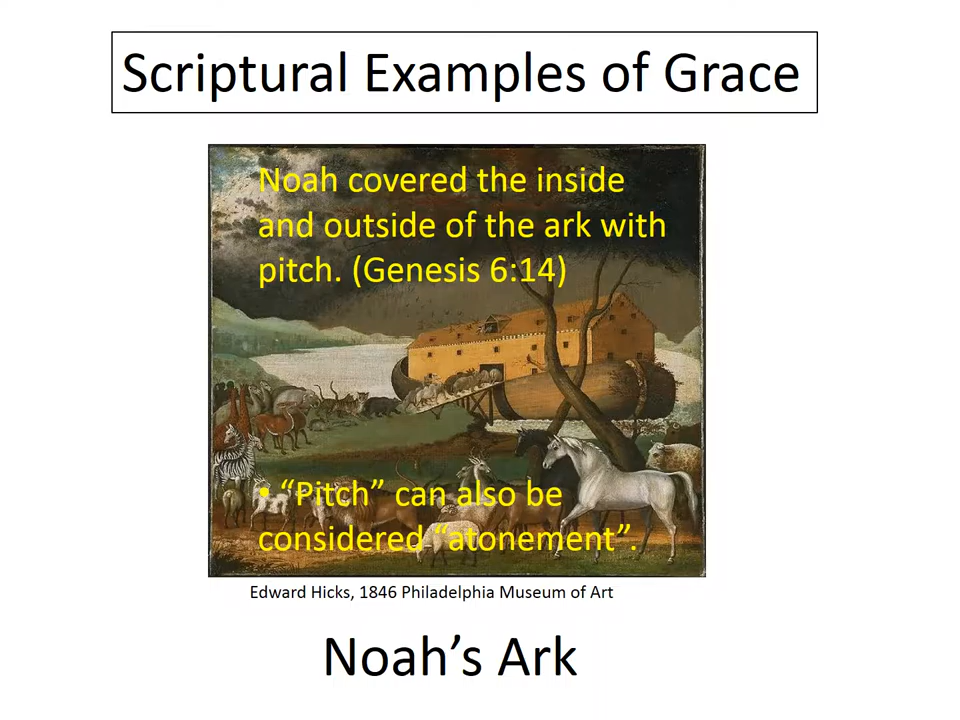 Scriptural Examples of Grace
Noah covered the inside
and outside of the ark with
pitch. (Genesis 6:14)
• “Pitch” can also be
considered “atonement”.
Edward Hicks, 1846 Philadelphia Museum of Art
Noah’s Ark